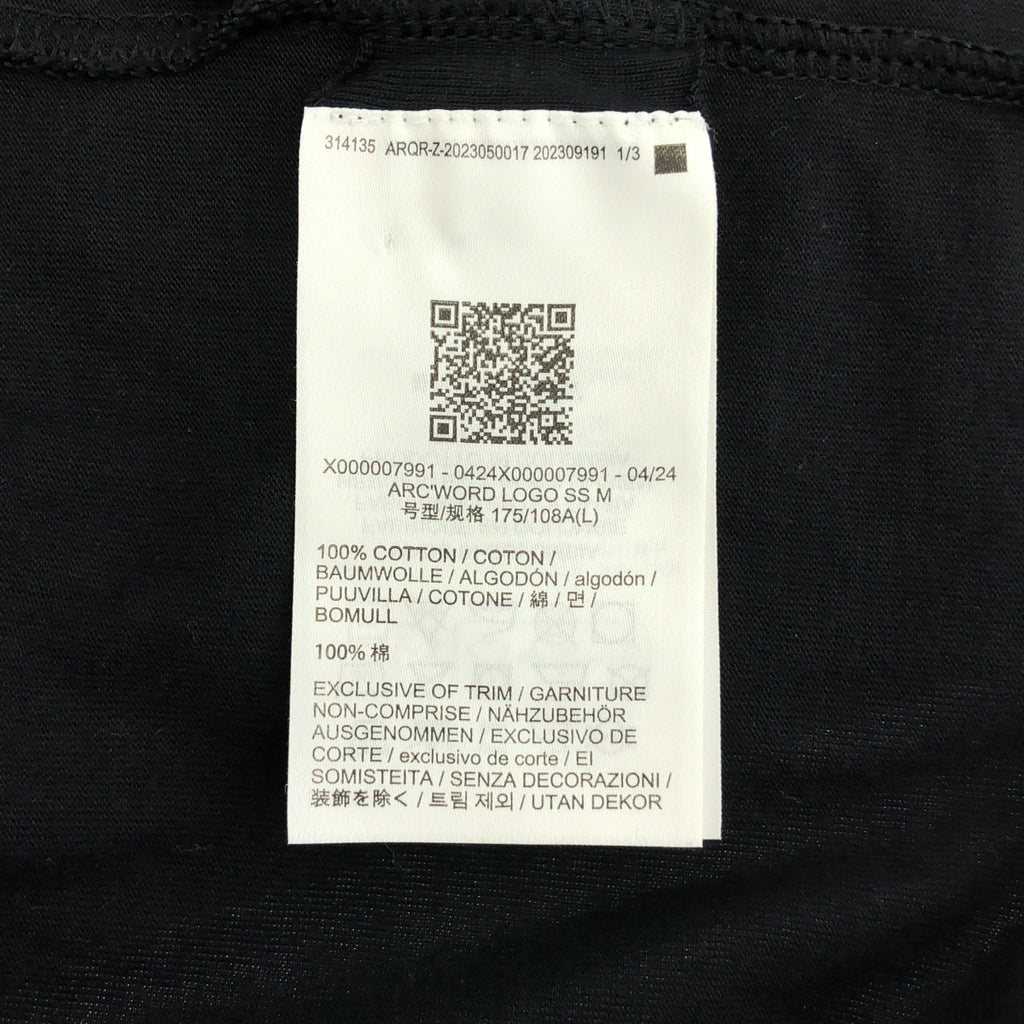 314135 ARQR-Z-2023050017 202309191 1/3
X000007991 - 0424X000007991 - 04/24
ARC'WORD LOGO SS M
号型/规格 175/108A(L)
100% COTTON / COTON /
BAUMWOLLE / ALGODÓN / algodón /
PUUVILLA / COTONE / 綿 / 면 /
BOMULL
100% 棉
EXCLUSIVE OF TRIM / GARNITURE
NON-COMPRISE / NÄHZUBEHÖR
AUSGENOMMEN / EXCLUSIVO DE
CORTE / exclusivo de corte / EI
SOMISTEITA / SENZA DECORAZIONI /
装飾を除く / 트림 제외 / UTAN DEKOR